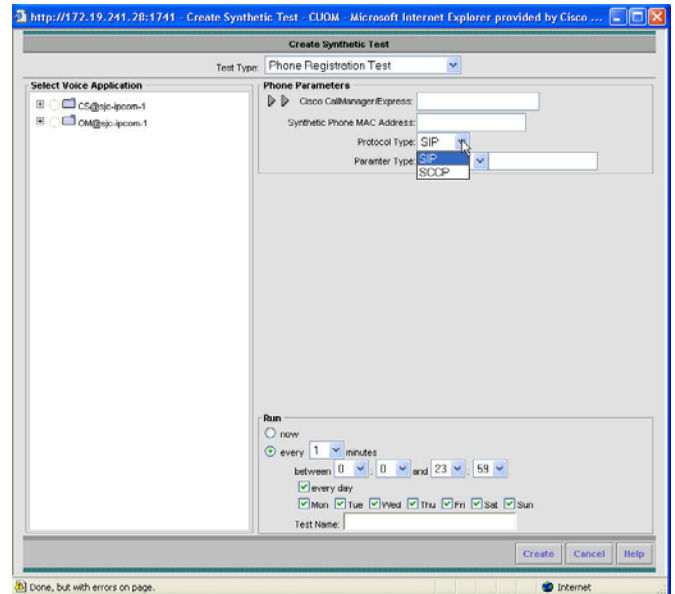 http://172.19.241.28:1741 - Create Synthetic Test - CUOM - Microsoft Internet Explorer provided by Cisco ...
Create Synthetic Test
Test Type: Phone Registration Test
Select Voice Application
CS@sjc-ipcom-1
OM@sjc-ipcom-1
Phone Parameters
Cisco CallManager/Express:
Synthetic Phone MAC Address:
Protocol Type: SIP
SIP
SCCP
Paramter Type:
Run
now
every 1 minutes
between 0 : 0 and 23 : 59
every day
Mon Tue Wed Thu Fri Sat Sun
Test Name:
Create Cancel Help
Done, but with errors on page. Internet